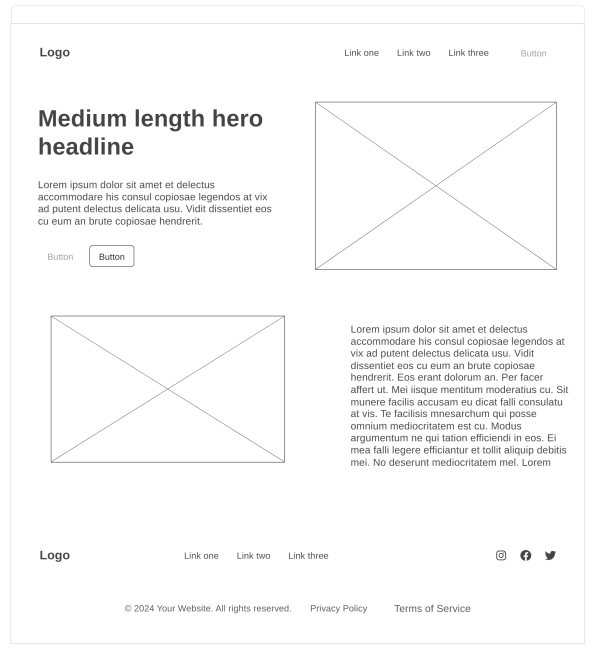 Logo
Link one Link two Link three Button
Medium length hero
headline
Lorem ipsum dolor sit amet et delectus
accommodare his consul copiosae legendos at vix
ad putent delectus delicata usu. Vidit dissentiet eos
cu eum an brute copiosae hendrerit.
Button Button
Lorem ipsum dolor sit amet et delectus
accommodare his consul copiosae legendos at
vix ad putent delectus delicata usu. Vidit
dissentiet eos cu eum an brute copiosae
hendrerit. Eos erant dolorum an. Per facer
affert ut. Mei iisque mentitum moderatius cu. Sit
munere facilis accusam eu dicat falli consulatu
at vis. Te facilisis mnesarchum qui posse
omnium mediocritatem est cu. Modus
argumentum ne qui tation efficiendi in eos. Ei
mea falli legere efficiantur et tollit aliquip debitis
mei. No deserunt mediocritatem mel. Lorem
Logo
Link one Link two Link three
© 2024 Your Website. All rights reserved. Privacy Policy Terms of Service